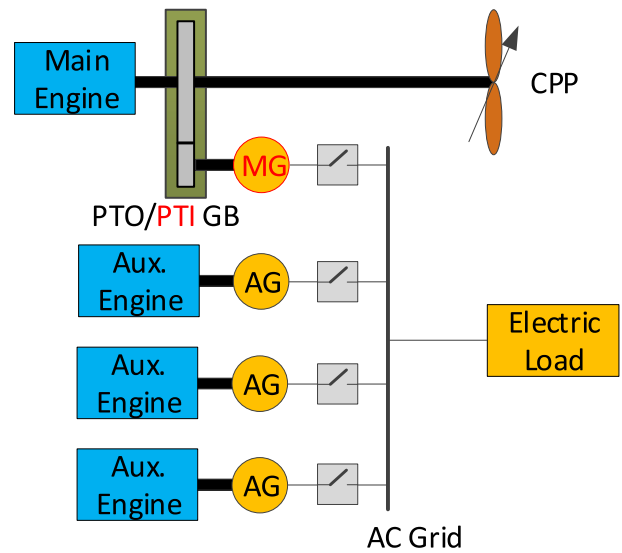 Main
Engine
CPP
MG
PTO/PTI GB
Aux.
Engine
AG
Electric
Load
Aux.
Engine
AG
Aux.
Engine
AG
AC Grid